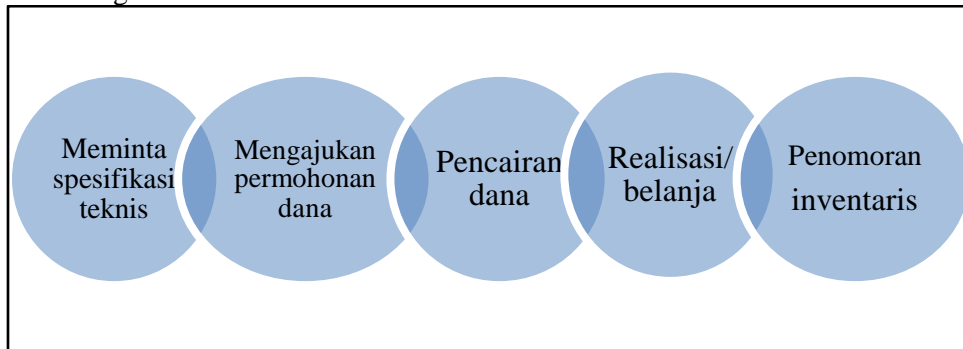 Meminta
spesifikasi
teknis
Mengajukan
permohonan
dana
Pencairan
dana
Realisasi/
belanja
Penomoran
inventaris